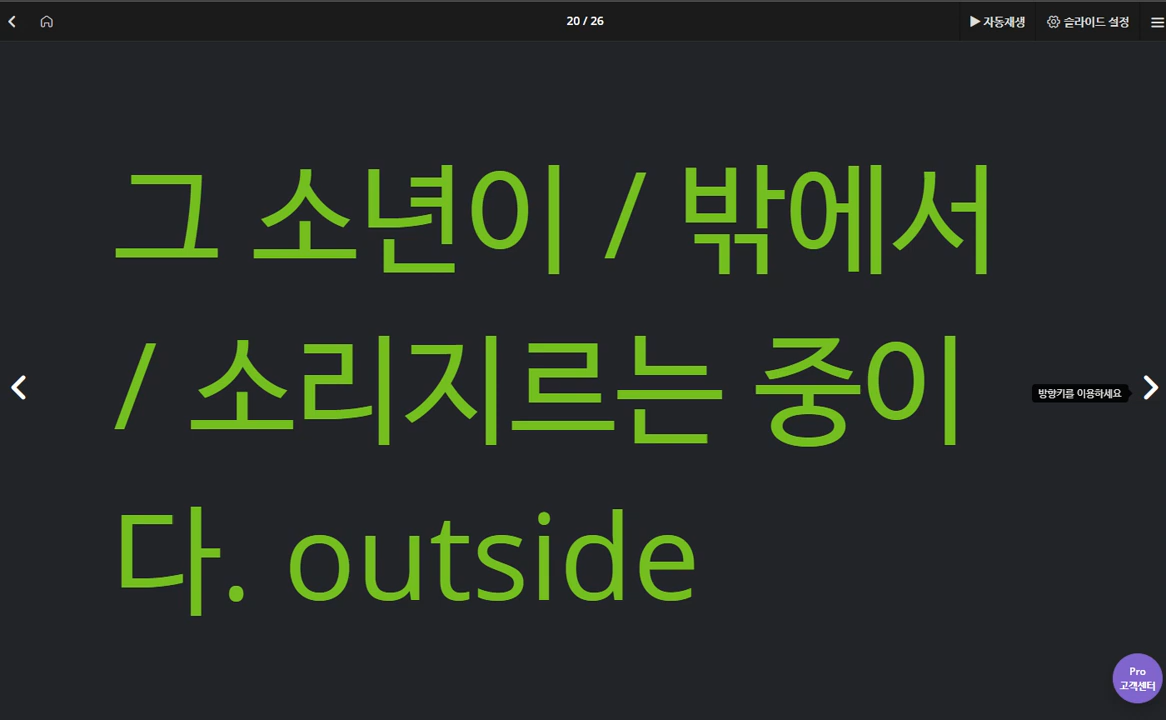 20 / 26
▶ 자동재생
슬라이드 설정
그 소년이 / 밖에서
/ 소리지르는 중이
다. outside
방향키를 이용하세요
Pro
고객센터